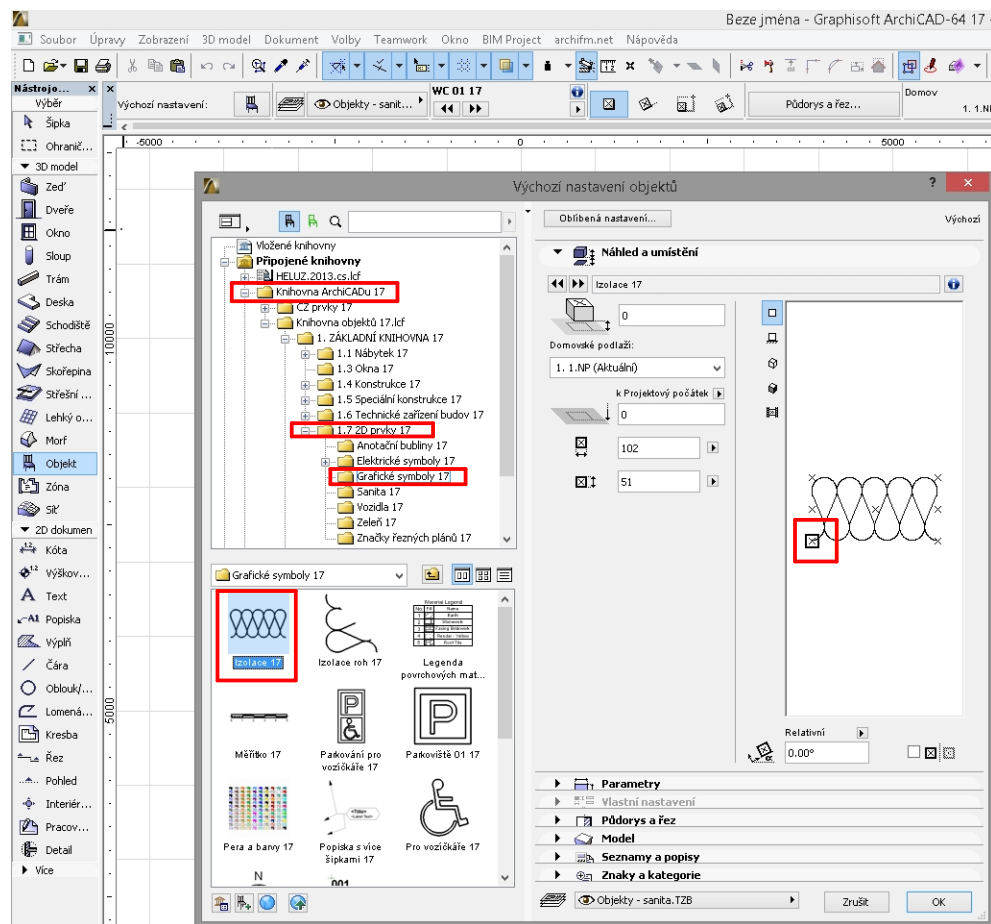 Beze jména - Graphisoft ArchiCAD-64 17 -
Soubor Úpravy Zobrazení 3D model Dokument Volby Teamwork Okno BIM Project archifm.net Nápověda
Nástrojo... x
Výběr
Šipka
Ohranič...
3D model
Zeď
Dveře
Okno
Sloup
Trám
Deska
Schodiště
Střecha
Skořepina
Střešní ...
Lehký o...
Morf
Objekt
Zóna
Síť
2D dokumen
Kóta
Výškov...
Text
A1 Popiska
Výplň
Čára
Oblouk/...
Lomená...
Kresba
Řez
Pohled
Interiér...
Pracov...
Detail
Více
Výchozí nastavení:
Objekty - sanit...
WC 01 17
Půdorys a řez...
Domov
1. 1.N
-5000 0 5000
10000
5000
Výchozí nastavení objektů
? ×
Vložené knihovny
Připojené knihovny
HELUZ.2013.cs.lcf
Knihovna ArchiCADu 17
CZ prvky 17
Knihovna objektů 17.lcf
1. ZÁKLADNÍ KNIHOVNA 17
1.1 Nábytek 17
1.3 Okna 17
1.4 Konstrukce 17
1.5 Speciální konstrukce 17
1.6 Technické zařízení budov 17
1.7 2D prvky 17
Anotační bubliny 17
Elektrické symboly 17
Grafické symboly 17
Sanita 17
Vozidla 17
Zeleň 17
Značky řezných plánů 17
Grafické symboly 17
Izolace 17
Izolace roh 17
Material Legend
Legenda
povrchových mat...
Měřítko 17
P
Parkování pro
vozíčkáře 17
P
Parkoviště 01 17
Pera a barvy 17
Popiska s více
šipkami 17
Pro vozíčkáře 17
N
001
Oblíbená nastavení...
Výchozí
Náhled a umístění
Izolace 17
0
Domovské podlaží:
1. 1.NP (Aktuální)
k Projektový počátek
0
102
51
Relativní
0.00°
Parametry
Vlastní nastavení
Půdorys a řez
Model
Seznamy a popisy
Znaky a kategorie
Objekty - sanita.TZB
Zrušit
OK